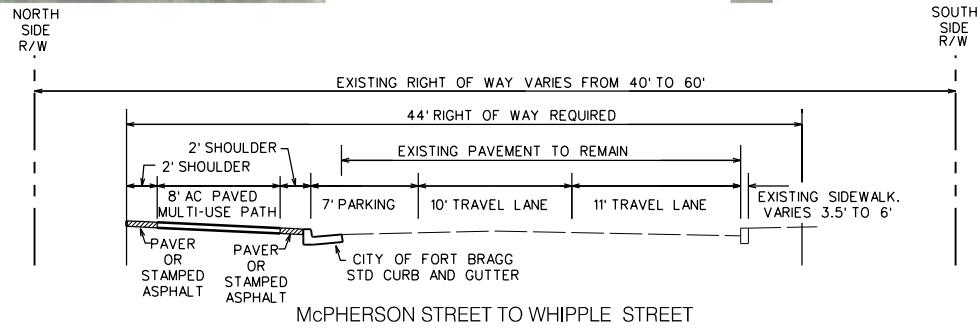 NORTH
SIDE
R/W
SOUTH
SIDE
R/W
EXISTING RIGHT OF WAY VARIES FROM 40' TO 60'
44' RIGHT OF WAY REQUIRED
2' SHOULDER
2' SHOULDER
EXISTING PAVEMENT TO REMAIN
8' AC PAVED
MULTI-USE PATH
7' PARKING
10' TRAVEL LANE
11' TRAVEL LANE
EXISTING SIDEWALK.
VARIES 3.5' TO 6'
PAVER
OR
STAMPED
ASPHALT
PAVER
OR
STAMPED
ASPHALT
CITY OF FORT BRAGG
STD CURB AND GUTTER
McPHERSON STREET TO WHIPPLE STREET